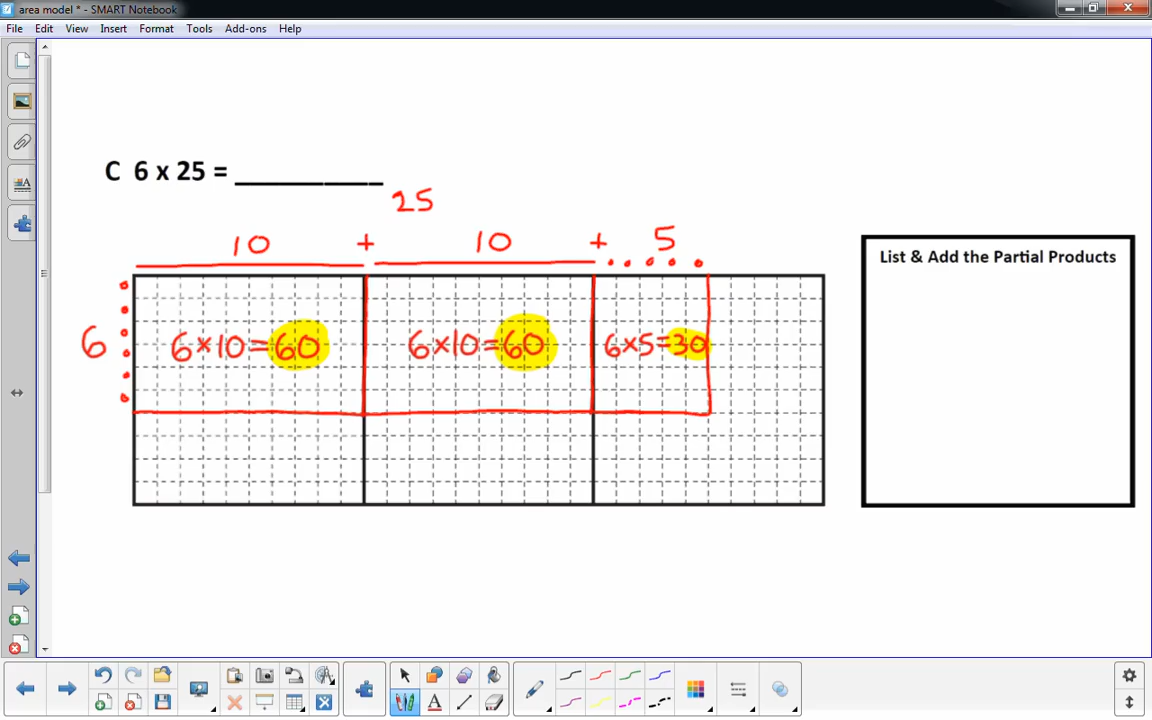 area model * - SMART Notebook
File Edit View Insert Format Tools Add-ons Help
C 6 x 25 = __________
25
10 + 10 + 5
List & Add the Partial Products
6 6×10=60 6×10=60 6×5=30